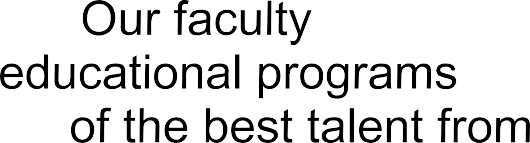 Our faculty
educational programs
of the best talent from